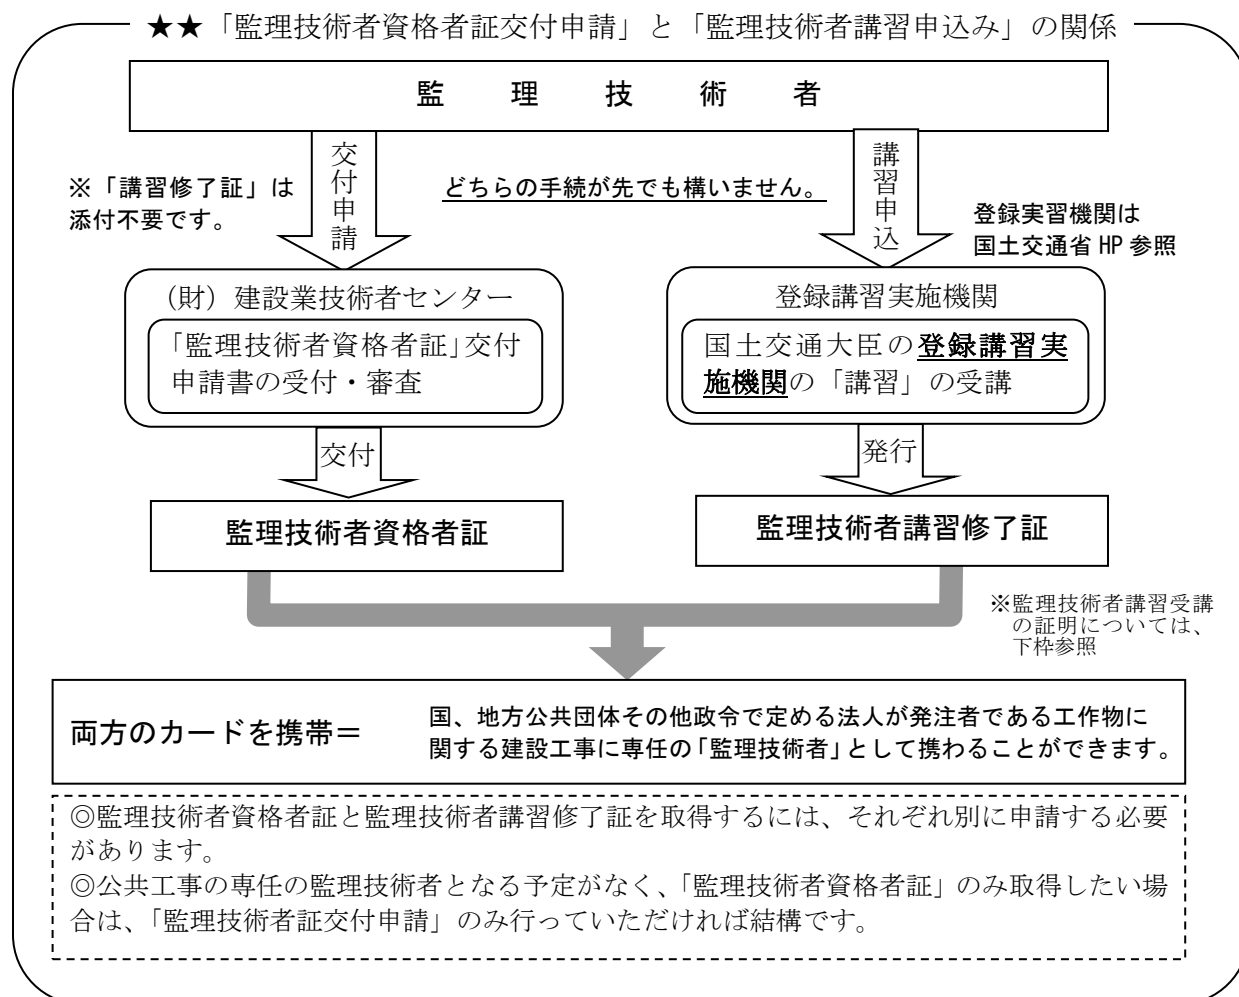 ★★「監理技術者資格者証交付申請」と「監理技術者講習申込み」の関係
監理技術者
交付申請
講習申込
※「講習修了証」は
添付不要です。
どちらの手続が先でも構いません。
登録実習機関は
国土交通省 HP 参照
（財）建設業技術者センター
「監理技術者資格者証」交付
申請書の受付・審査
登録講習実施機関
国土交通大臣の登録講習実
施機関の「講習」の受講
交付
発行
監理技術者資格者証
監理技術者講習修了証
※監理技術者講習受講
の証明については、
下枠参照
両方のカードを携帯＝
国、地方公共団体その他政令で定める法人が発注者である工作物に
関する建設工事に専任の「監理技術者」として携わることができます。
◎監理技術者資格者証と監理技術者講習修了証を取得するには、それぞれ別に申請する必要
があります。
◎公共工事の専任の監理技術者となる予定がなく、「監理技術者資格者証」のみ取得したい場
合は、「監理技術者証交付申請」のみ行っていただければ結構です。